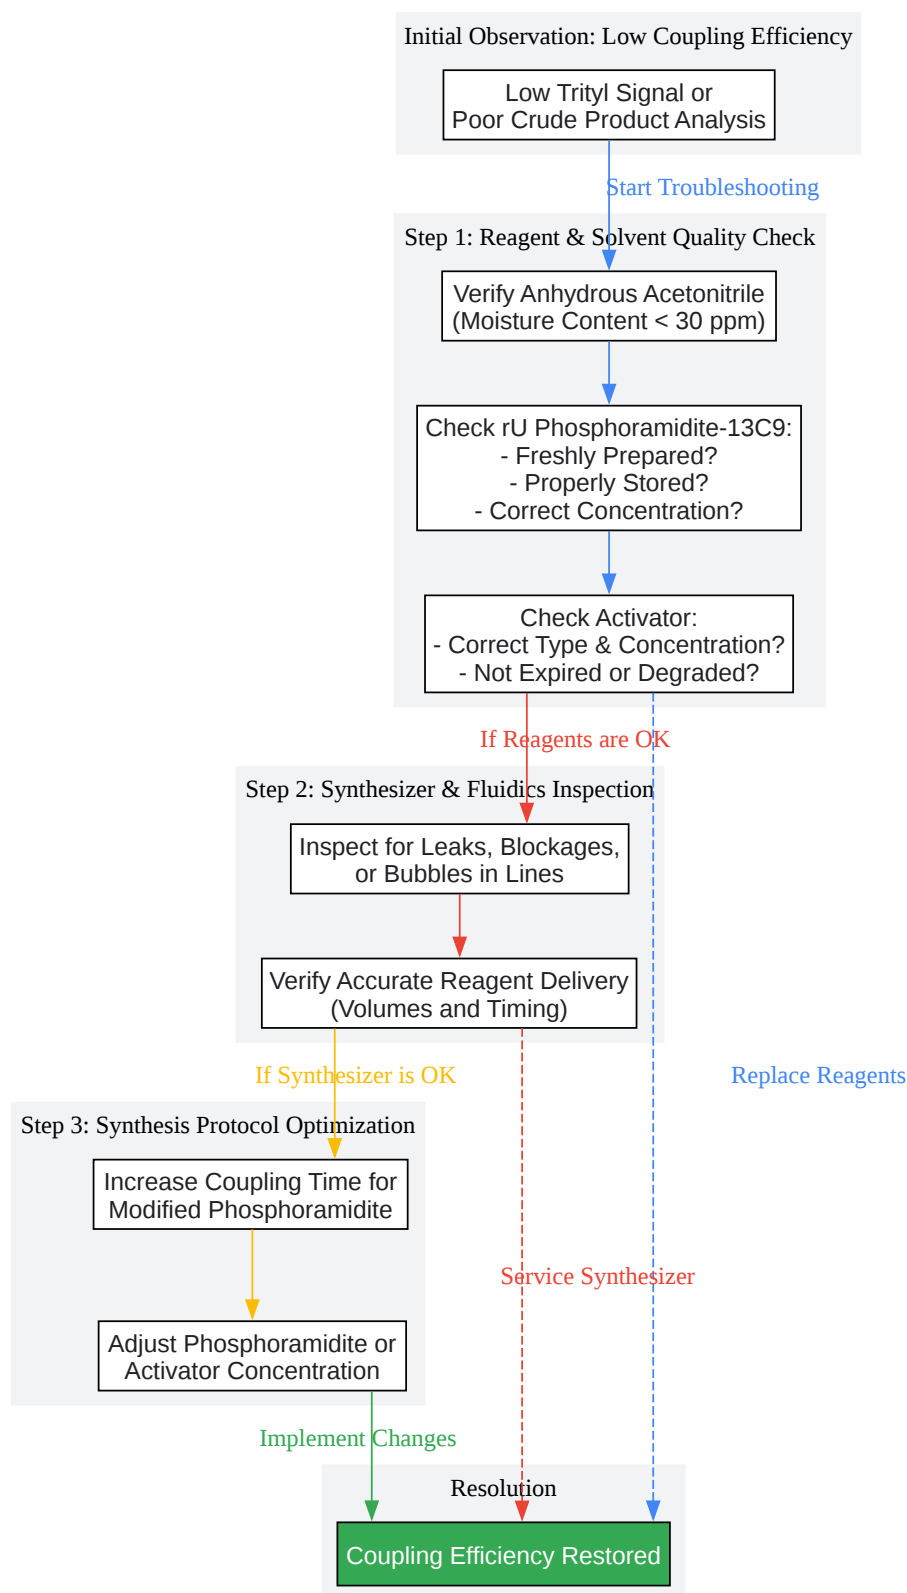 Initial Observation: Low Coupling Efficiency
Low Trityl Signal or
Poor Crude Product Analysis
Start Troubleshooting
Step 1: Reagent & Solvent Quality Check
Verify Anhydrous Acetonitrile
(Moisture Content < 30 ppm)
Check rU Phosphoramidite-13C9:
- Freshly Prepared?
- Properly Stored?
- Correct Concentration?
Check Activator:
- Correct Type & Concentration?
- Not Expired or Degraded?
If Reagents are OK
Step 2: Synthesizer & Fluidics Inspection
Inspect for Leaks, Blockages,
or Bubbles in Lines
Verify Accurate Reagent Delivery
(Volumes and Timing)
If Synthesizer is OK
Replace Reagents
Step 3: Synthesis Protocol Optimization
Increase Coupling Time for
Modified Phosphoramidite
Service Synthesizer
Adjust Phosphoramidite or
Activator Concentration
Implement Changes
Resolution
Coupling Efficiency Restored